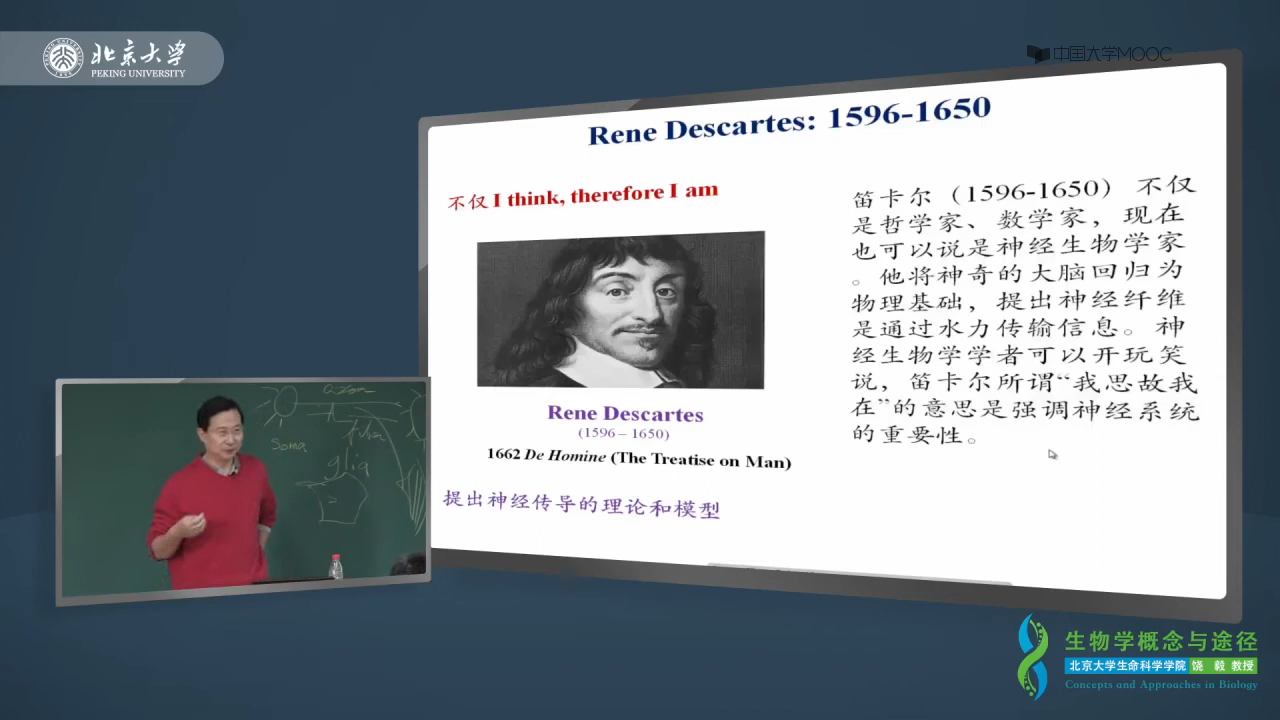 北京大学
PEKING UNIVERSITY
中国大学MOOC
Rene Descartes: 1596-1650
不仅 I think, therefore I am
Rene Descartes
(1596 – 1650)
1662 De Homine (The Treatise on Man)
提出神经传导的理论和模型
笛卡尔（1596-1650） 不仅
是哲学家、数学家，现在
也可以说是神经生物学家
。他将神奇的大脑回归为
物理基础，提出神经纤维
是通过水力传输信息。神
经生物学学者可以开玩笑
说，笛卡尔所谓“我思故我
在”的意思是强调神经系统
的重要性。
axon
Soma
glia
生物学概念与途径
北京大学生命科学学院 饶 毅 教授
Concepts and Approaches in Biology